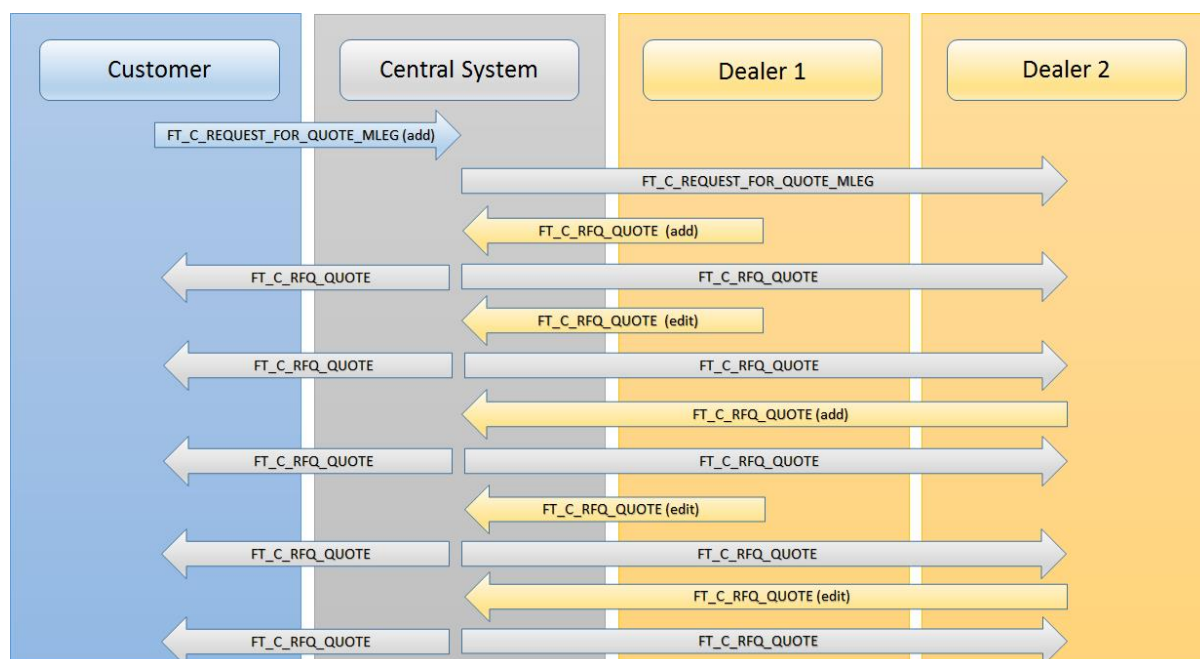 Customer
Central System
Dealer 1
Dealer 2
FT_C_REQUEST_FOR_QUOTE_MLEG (add)
FT_C_REQUEST_FOR_QUOTE_MLEG
FT_C_RFQ_QUOTE (add)
FT_C_RFQ_QUOTE
FT_C_RFQ_QUOTE
FT_C_RFQ_QUOTE (edit)
FT_C_RFQ_QUOTE
FT_C_RFQ_QUOTE
FT_C_RFQ_QUOTE (add)
FT_C_RFQ_QUOTE
FT_C_RFQ_QUOTE
FT_C_RFQ_QUOTE (edit)
FT_C_RFQ_QUOTE
FT_C_RFQ_QUOTE
FT_C_RFQ_QUOTE (edit)
FT_C_RFQ_QUOTE
FT_C_RFQ_QUOTE